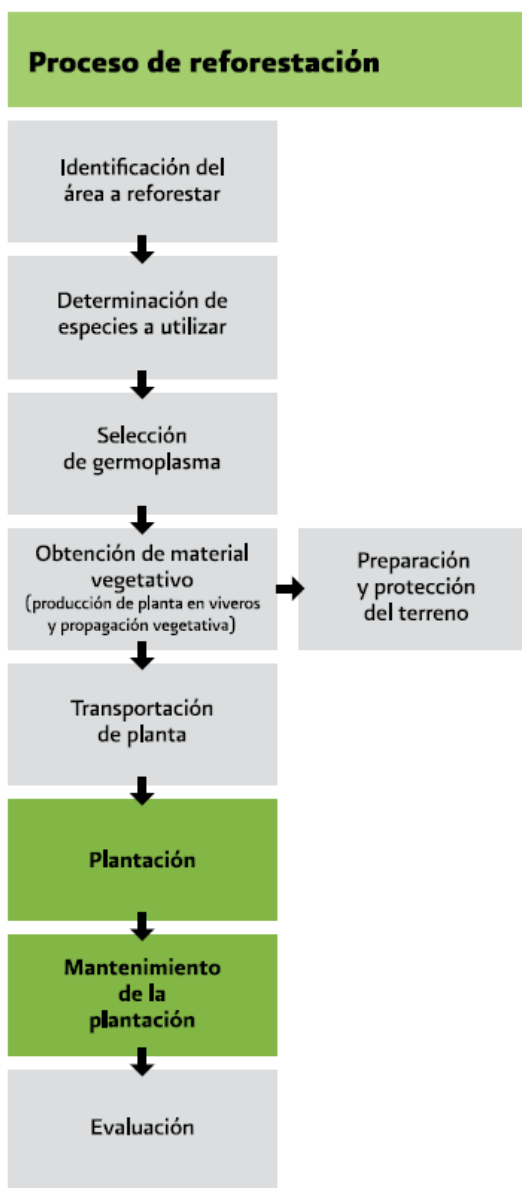 Proceso de reforestación
Identificación del
área a reforestar
Determinación de
especies a utilizar
Selección
de germoplasma
Obtención de material
vegetativo
(producción de planta en viveros
y propagación vegetativa)
Preparación
y protección
del terreno
Transportación
de planta
Plantación
Mantenimiento
de la
plantación
Evaluación